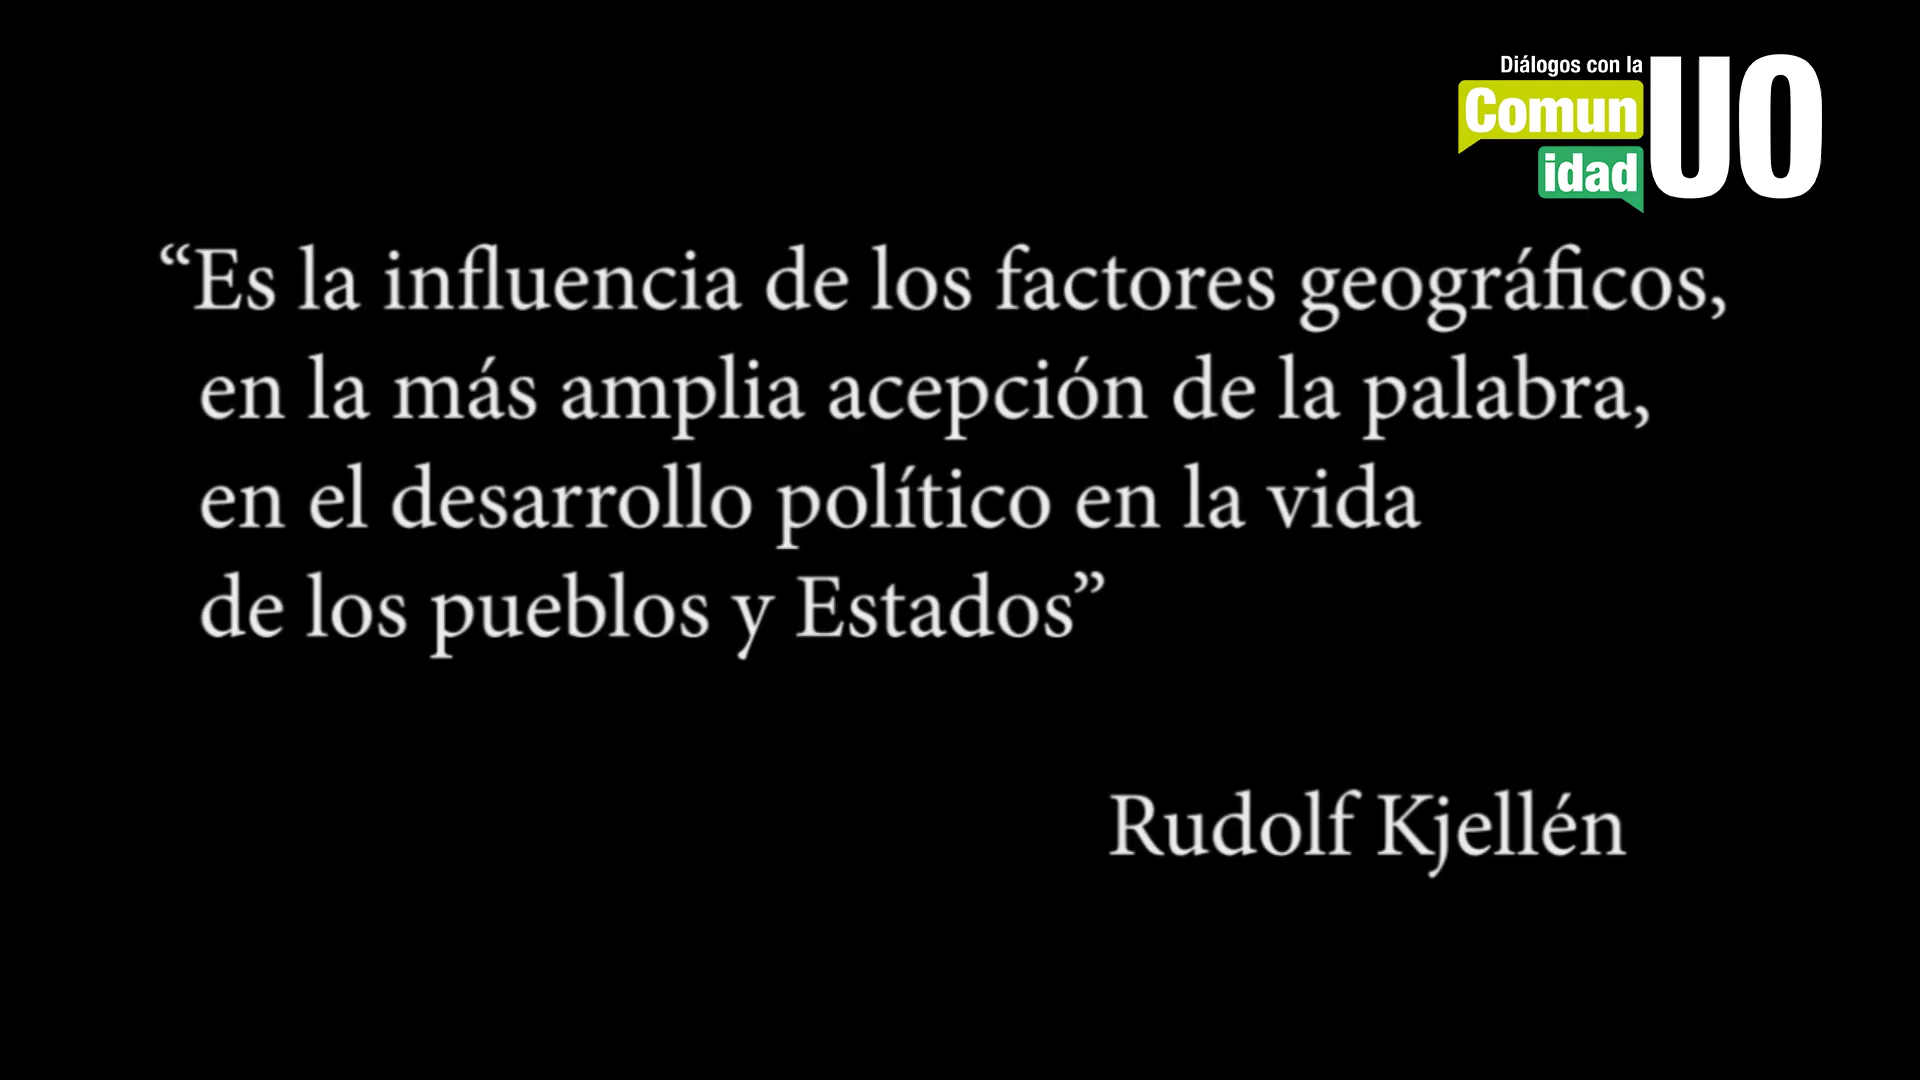 Diálogos con la
Comun
idad
UO
“Es la influencia de los factores geográficos,
en la más amplia acepción de la palabra,
en el desarrollo político en la vida
de los pueblos y Estados”
Rudolf Kjellén